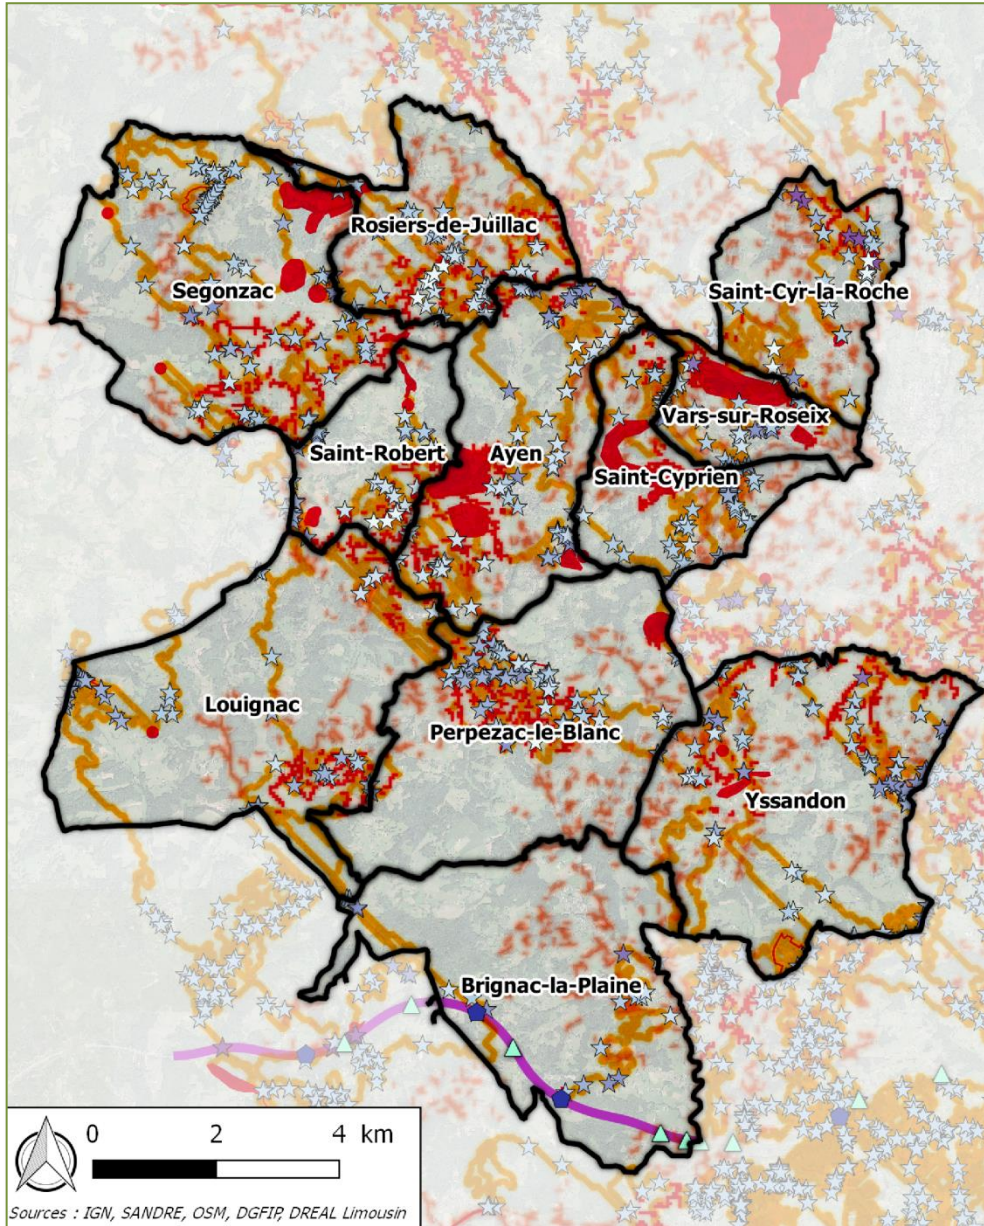 Rosiers-de-Juillac
Segonzac
Saint-Cyr-la-Roche
Vars-sur-Roseix
Saint-Robert
Ayen
Saint-Cyprien
Louignac
Perpezac-le-Blanc
Yssandon
Brignac-la-Plaine
0 2 4 km
Sources : IGN, SANDRE, OSM, DGFIP, DREAL Limousin